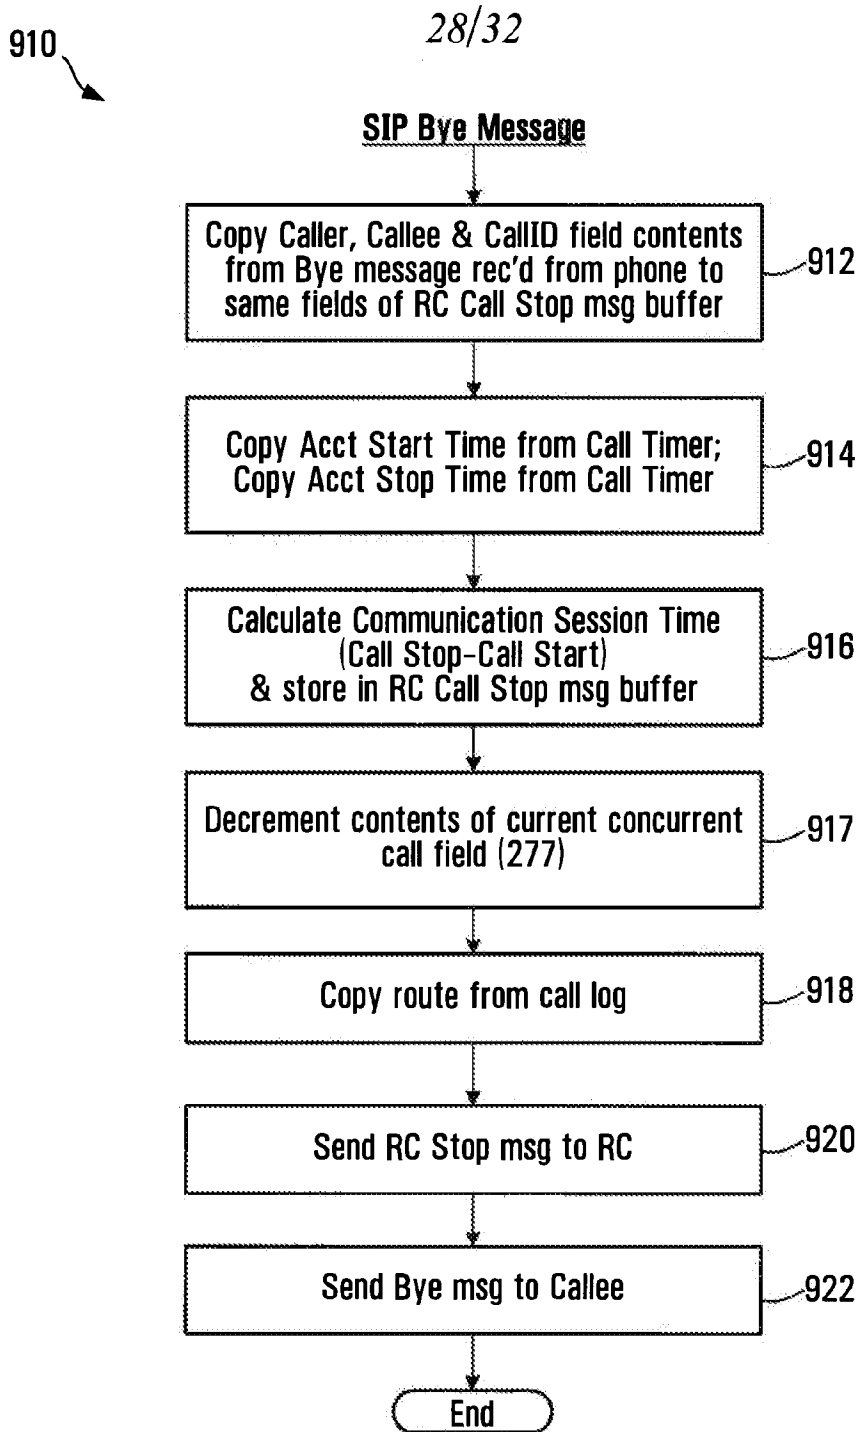 28/32
910
SIP Bye Message
Copy Caller, Callee & CallID field contents
from Bye message rec'd from phone to
same fields of RC Call Stop msg buffer
912
Copy Acct Start Time from Call Timer;
Copy Acct Stop Time from Call Timer
914
Calculate Communication Session Time
(Call Stop-Call Start)
& store in RC Call Stop msg buffer
916
Decrement contents of current concurrent
call field (277)
917
Copy route from call log
918
Send RC Stop msg to RC
920
Send Bye msg to Callee
922
End